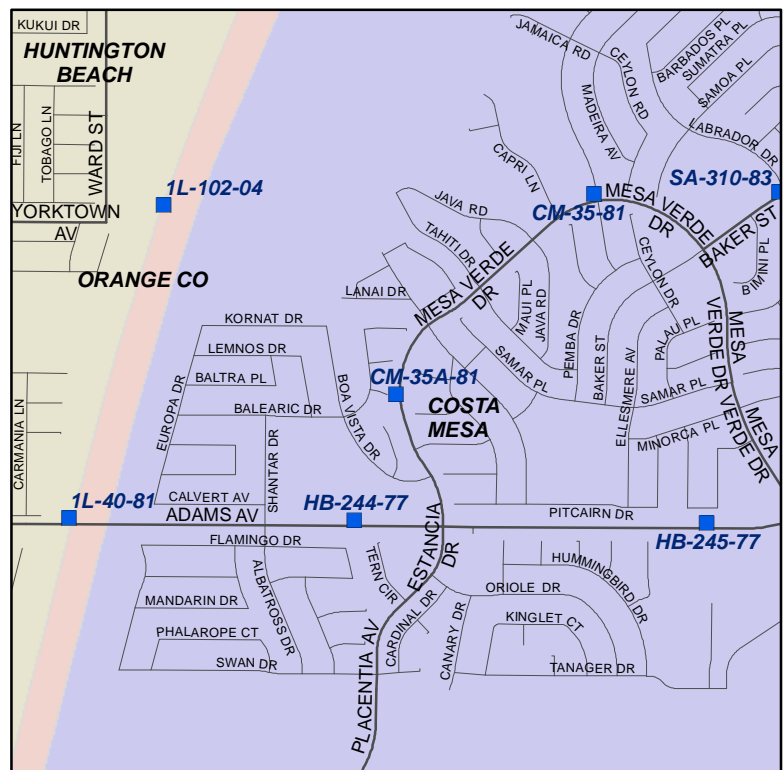 KUKUI DR
HUNTINGTON
BEACH
FIJI LN
TOBAGO LN
WARD ST
YORKTOWN
AV
1L-102-04
ORANGE CO
JAMAICA RD
CEYLON RD
MADEIRA AV
BARBADOS PL
SUMATRA PL
SAMOA PL
LABRADOR DR
CAPRI LN
SA-310-83
CM-35-81
MESA VERDE
DR
BAKER ST
BIMINI PL
JAVA RD
TAHITI DR
MESA VERDE
DR
LANAI DR
MAUI PL
JAVA RD
CEYLON DR
PEMBA DR
BAKER ST
ELLESMERE AV
PALAU PL
MESA
VERDE DR
SAMAR PL
SAMAR PL
MINORCA PL
MESA
VERDE DR
KORNAT DR
LEMNOS DR
BALTRA PL
EUROPA DR
BALEARIC DR
BOA VISTA DR
SHANTAR DR
CM-35A-81
COSTA
MESA
CARMANIA LN
1L-40-81
CALVERT AV
ADAMS AV
HB-244-77
ESTANCIA
DR
PITCAIRN DR
HB-245-77
FLAMINGO DR
ALBATROSS DR
MANDARIN DR
PHALAROPE CT
SWAN DR
TERN CIR
CARDINAL DR
CANARY DR
ORIOLE DR
HUMMINGBIRD DR
KINGLET CT
TANAGER DR
PLACENTIA AV